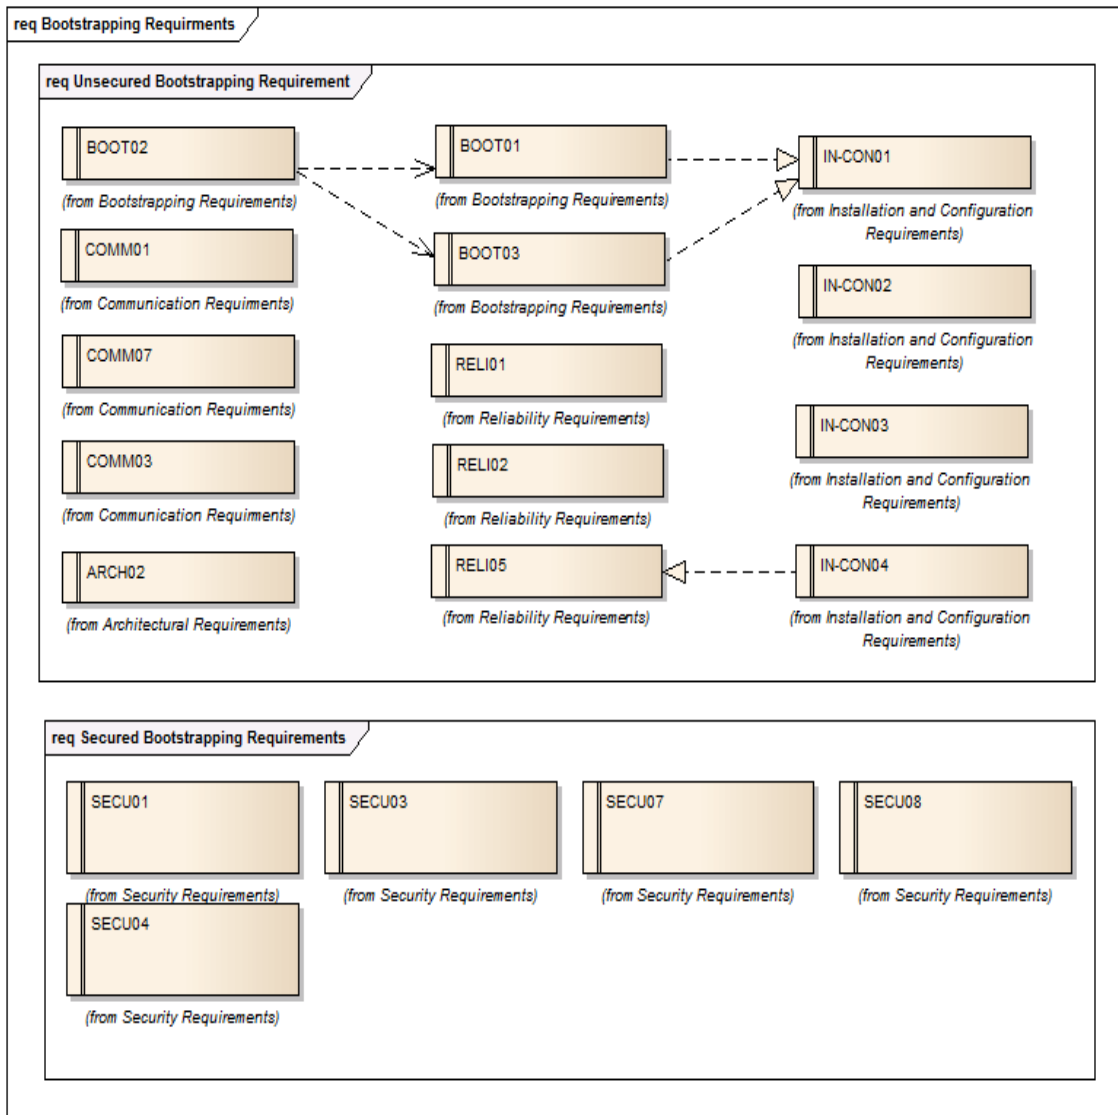 req Bootstrapping Requirments
req Unsecured Bootstrapping Requirement
BOOT02
(from Bootstrapping Requirements)
BOOT01
(from Bootstrapping Requirements)
IN-CON01
(from Installation and Configuration
Requirements)
COMM01
(from Communication Requirments)
BOOT03
(from Bootstrapping Requirements)
IN-CON02
(from Installation and Configuration
Requirements)
COMM07
(from Communication Requirments)
RELI01
(from Reliability Requirements)
IN-CON03
(from Installation and Configuration
Requirements)
COMM03
(from Communication Requirments)
RELI02
(from Reliability Requirements)
ARCH02
(from Architectural Requirements)
RELI05
(from Reliability Requirements)
IN-CON04
(from Installation and Configuration
Requirements)
req Secured Bootstrapping Requirements
SECU01
(from Security Requirements)
SECU03
(from Security Requirements)
SECU07
(from Security Requirements)
SECU08
(from Security Requirements)
SECU04
(from Security Requirements)